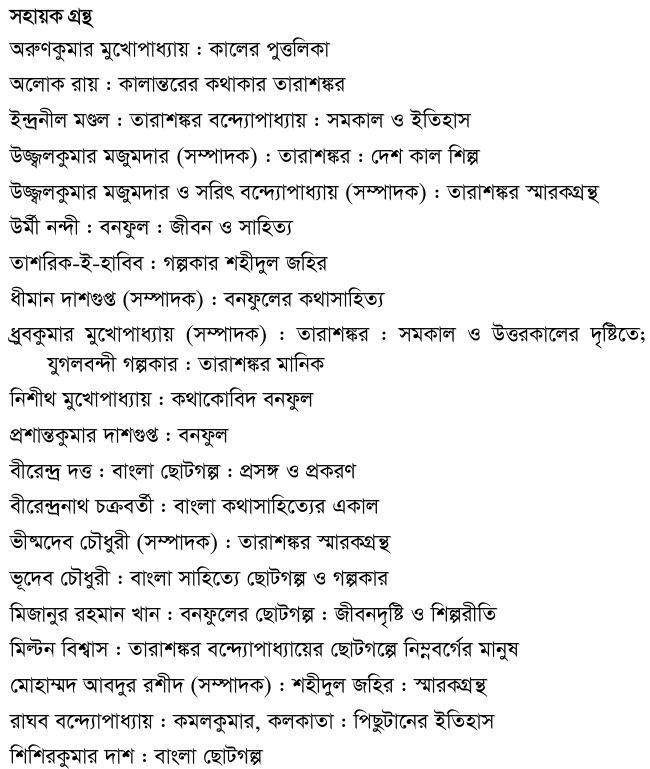 সহায়ক গ্রন্থ
অরুণকুমার মুখোপাধ্যায় : কালের পুত্তলিকা
অলোক রায় : কালান্তরের কথাকার তারাশঙ্কর
ইন্দ্রনীল মণ্ডল : তারাশঙ্কর বন্দ্যোপাধ্যায় : সমকাল ও ইতিহাস
উজ্জ্বলকুমার মজুমদার (সম্পাদক) : তারাশঙ্কর : দেশ কাল শিল্প
উজ্জ্বলকুমার মজুমদার ও সরিৎ বন্দ্যোপাধ্যায় (সম্পাদক) : তারাশঙ্কর স্মারকগ্রন্থ
উর্মী নন্দী : বনফুল : জীবন ও সাহিত্য
তাশরিক-ই-হাবিব : গল্পকার শহীদুল জহির
ধীমান দাশগুপ্ত (সম্পাদক) : বনফুলের কথাসাহিত্য
ধ্রুবকুমার মুখোপাধ্যায় (সম্পাদক) : তারাশঙ্কর : সমকাল ও উত্তরকালের দৃষ্টিতে;
যুগলবন্দী গল্পকার : তারাশঙ্কর মানিক
নিশীথ মুখোপাধ্যায় : কথাকোবিদ বনফুল
প্রশান্তকুমার দাশগুপ্ত : বনফুল
বীরেন্দ্র দত্ত : বাংলা ছোটগল্প : প্রসঙ্গ ও প্রকরণ
বীরেন্দ্রনাথ চক্রবর্তী : বাংলা কথাসাহিত্যের একাল
ভীষ্মদেব চৌধুরী (সম্পাদক) : তারাশঙ্কর স্মারকগ্রন্থ
ভূদেব চৌধুরী : বাংলা সাহিত্যে ছোটগল্প ও গল্পকার
মিজানুর রহমান খান : বনফুলের ছোটগল্প : জীবনদৃষ্টি ও শিল্পরীতি
মিল্টন বিশ্বাস : তারাশঙ্কর বন্দ্যোপাধ্যায়ের ছোটগল্পে নিম্নবর্গের মানুষ
মোহাম্মদ আবদুর রশীদ (সম্পাদক) : শহীদুল জহির : স্মারকগ্রন্থ
রাঘব বন্দ্যোপাধ্যায় : কমলকুমার, কলকাতা : পিছুটানের ইতিহাস
শিশিরকুমার দাশ : বাংলা ছোটগল্প